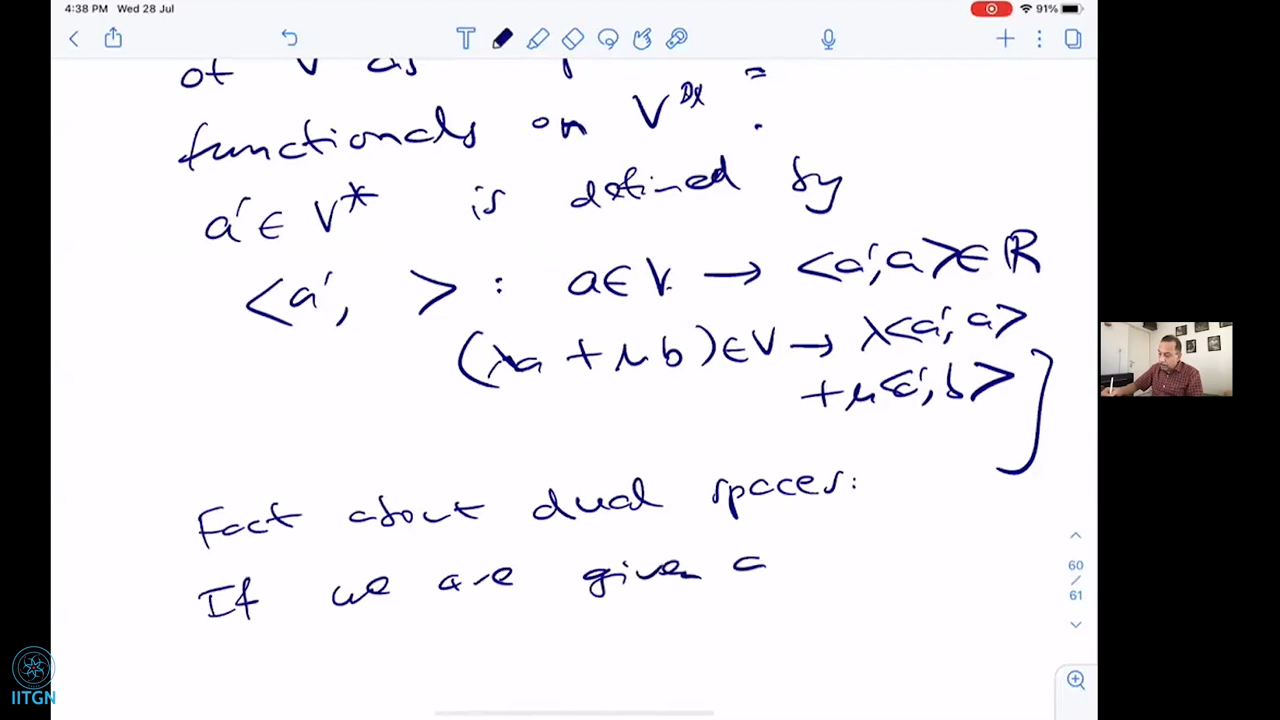 4:38 PM Wed 28 Jul
91%
of V as
functionals on V :
a' ∈ V* is defined by
<a', > : a ∈ V → <a', a> ∈ ℝ
(λa + μb) ∈ V → λ<a', a>
+ μ<a', b>
Fact about dual spaces:
If we are given a
60
/
61
IITGN